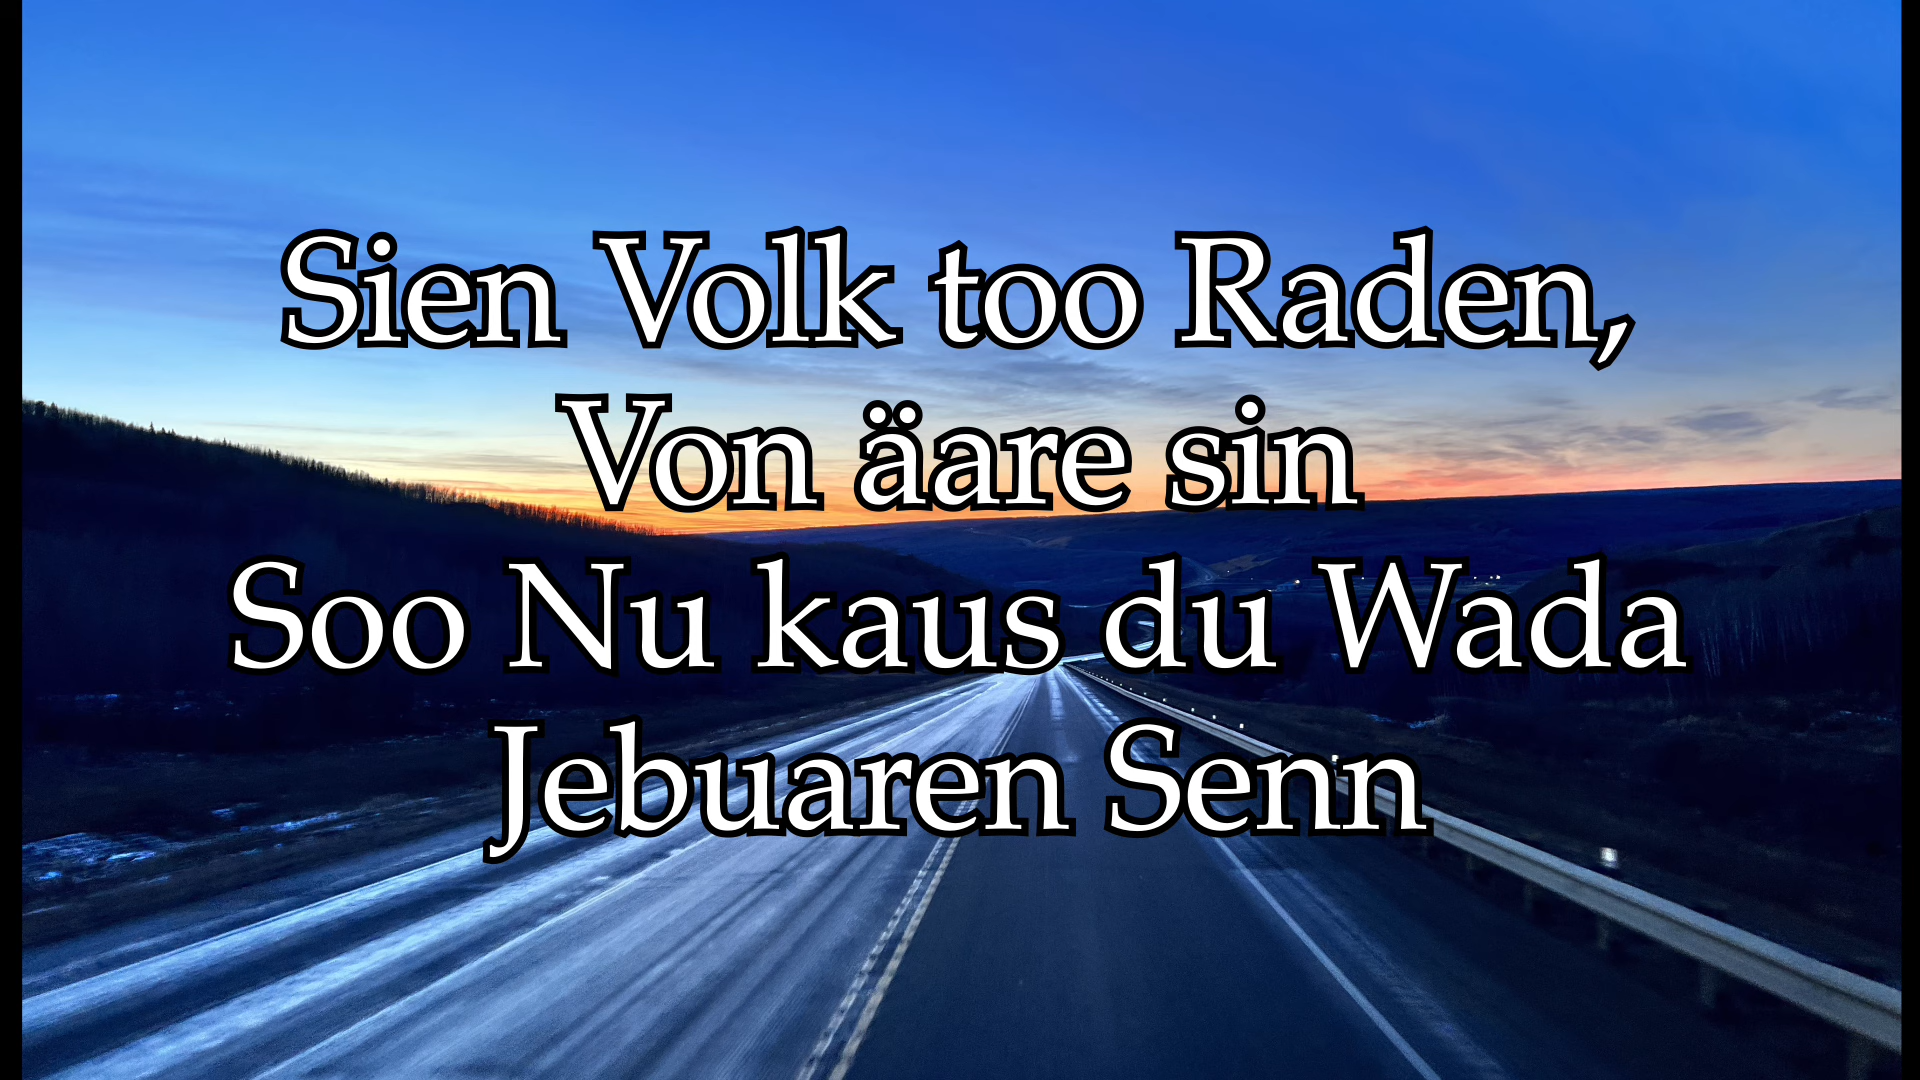 Sien Volk too Raden,
Von äare sin
Soo Nu kaus du Wada
Jebuaren Senn